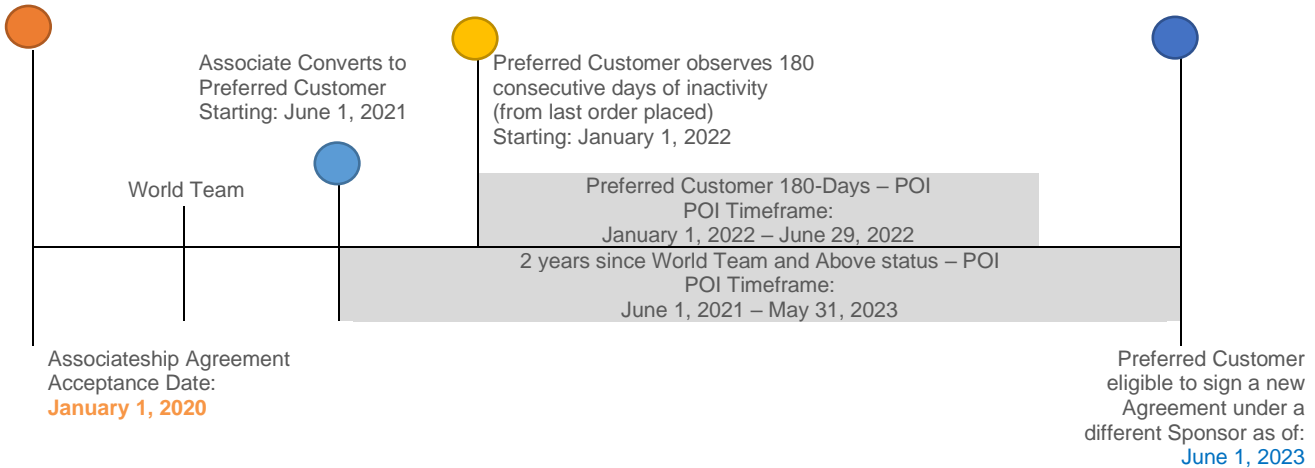 Associate Converts to
Preferred Customer
Starting: June 1, 2021
Preferred Customer observes 180
consecutive days of inactivity
(from last order placed)
Starting: January 1, 2022
World Team
Preferred Customer 180-Days – POI
POI Timeframe:
January 1, 2022 – June 29, 2022
2 years since World Team and Above status – POI
POI Timeframe:
June 1, 2021 – May 31, 2023
Associateship Agreement
Acceptance Date:
January 1, 2020
Preferred Customer
eligible to sign a new
Agreement under a
different Sponsor as of:
June 1, 2023